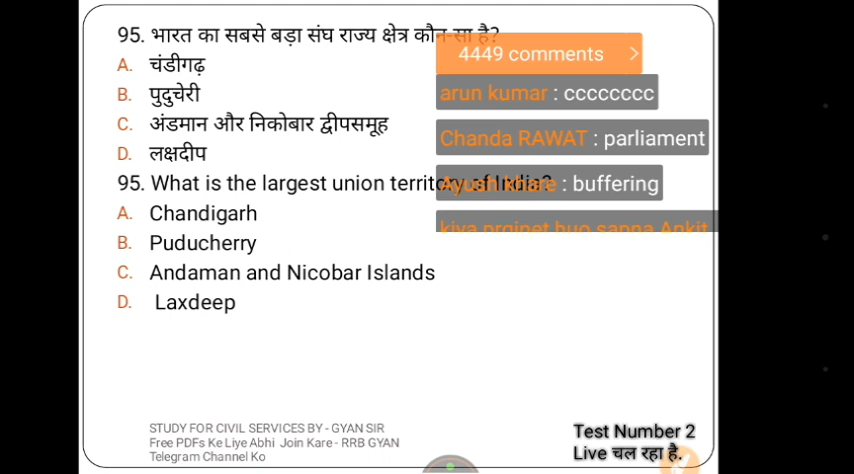 95. भारत का सबसे बड़ा संघ राज्य क्षेत्र कौन-सा है?
A. चंडीगढ़
B. पुदुचेरी
C. अंडमान और निकोबार द्वीपसमूह
D. लक्षदीप
95. What is the largest union territory of India?
A. Chandigarh
B. Puducherry
C. Andaman and Nicobar Islands
D. Laxdeep
4449 comments >
arun kumar : cccccccc
Chanda RAWAT : parliament
Ayush khare : buffering
kiya prginet huo sapna Ankit
STUDY FOR CIVIL SERVICES BY - GYAN SIR
Free PDFs Ke Liye Abhi Join Kare - RRB GYAN
Telegram Channel Ko
Test Number 2
Live चल रहा है.